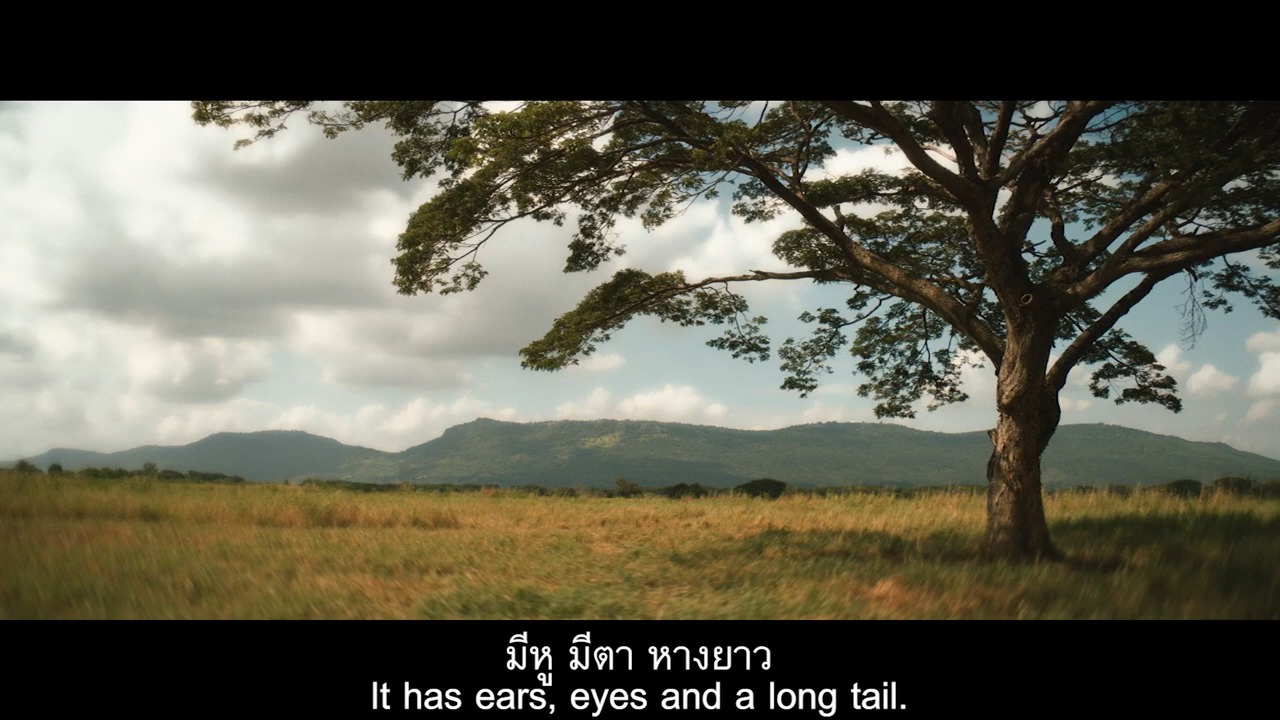 มีหู มีตา หางยาว
It has ears, eyes and a long tail.